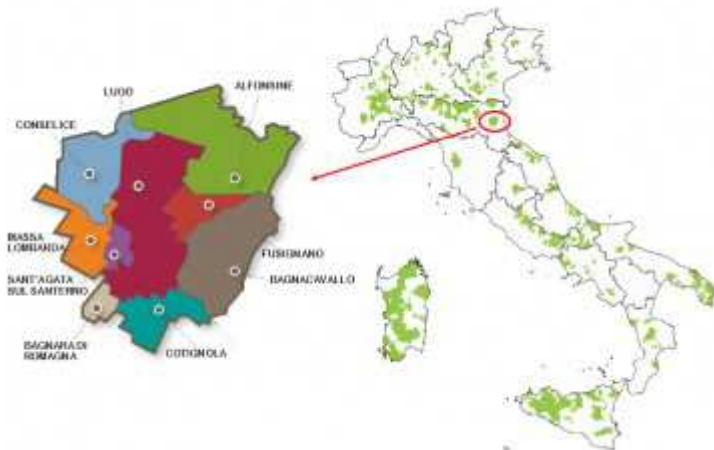 LUGO
ALFONSINE
CONSELICE
MASSA
LOMBARDA
FUSIGNANO
BAGNACAVALLO
SANT'AGATA
SUL SANTERNO
BAGNARA DI
ROMAGNA
COTIGNOLA